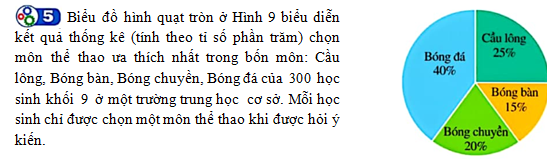 5 Biểu đồ hình quạt tròn ở Hình 9 biểu diễn
kết quả thống kê (tính theo tỉ số phần trăm) chọn
môn thể thao ưa thích nhất trong bốn môn: Cầu
lông, Bóng bàn, Bóng chuyền, Bóng đá của 300 học
sinh khối 9 ở một trường trung học cơ sở. Mỗi học
sinh chỉ được chọn một môn thể thao khi được hỏi ý
kiến.
Bóng đá
40%
Cầu lông
25%
Bóng bàn
15%
Bóng chuyền
20%